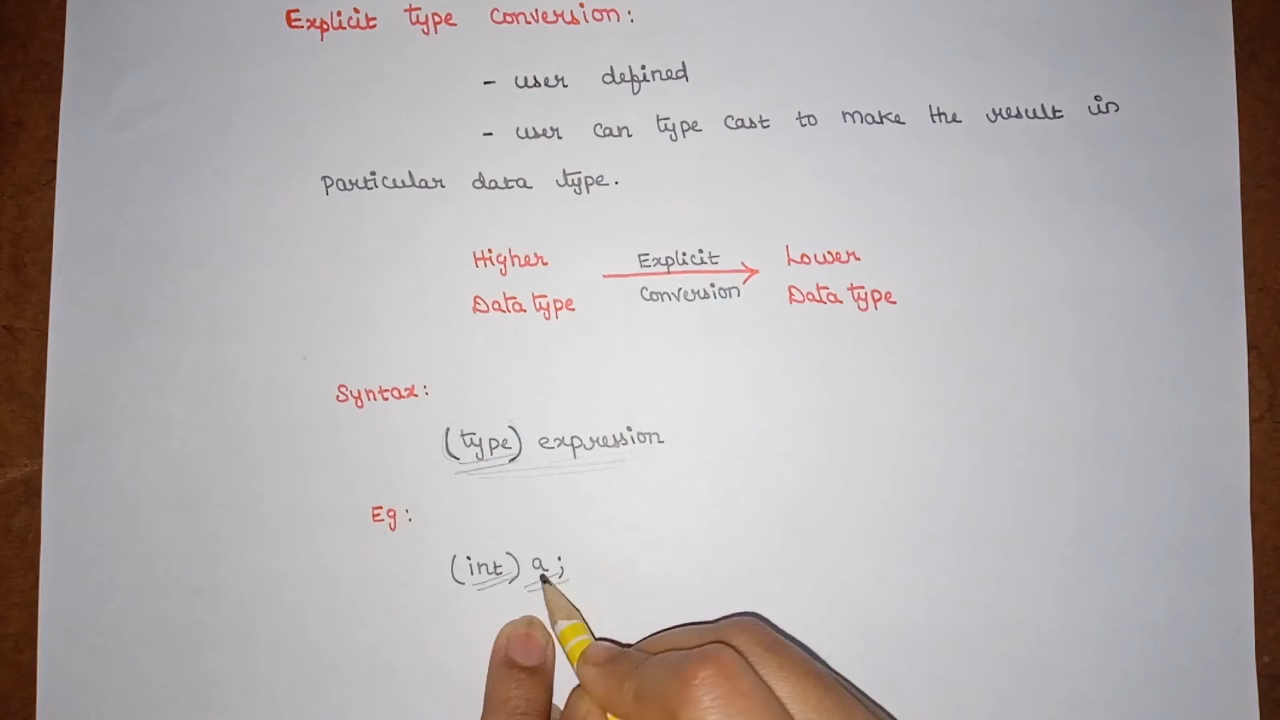 Explicit type conversion:
- user defined
- user can type cast to make the result in
particular data type.
Higher Explicit Lower
Data type Conversion Data type
Syntax:
(type) expression
Eg:
(int) a;